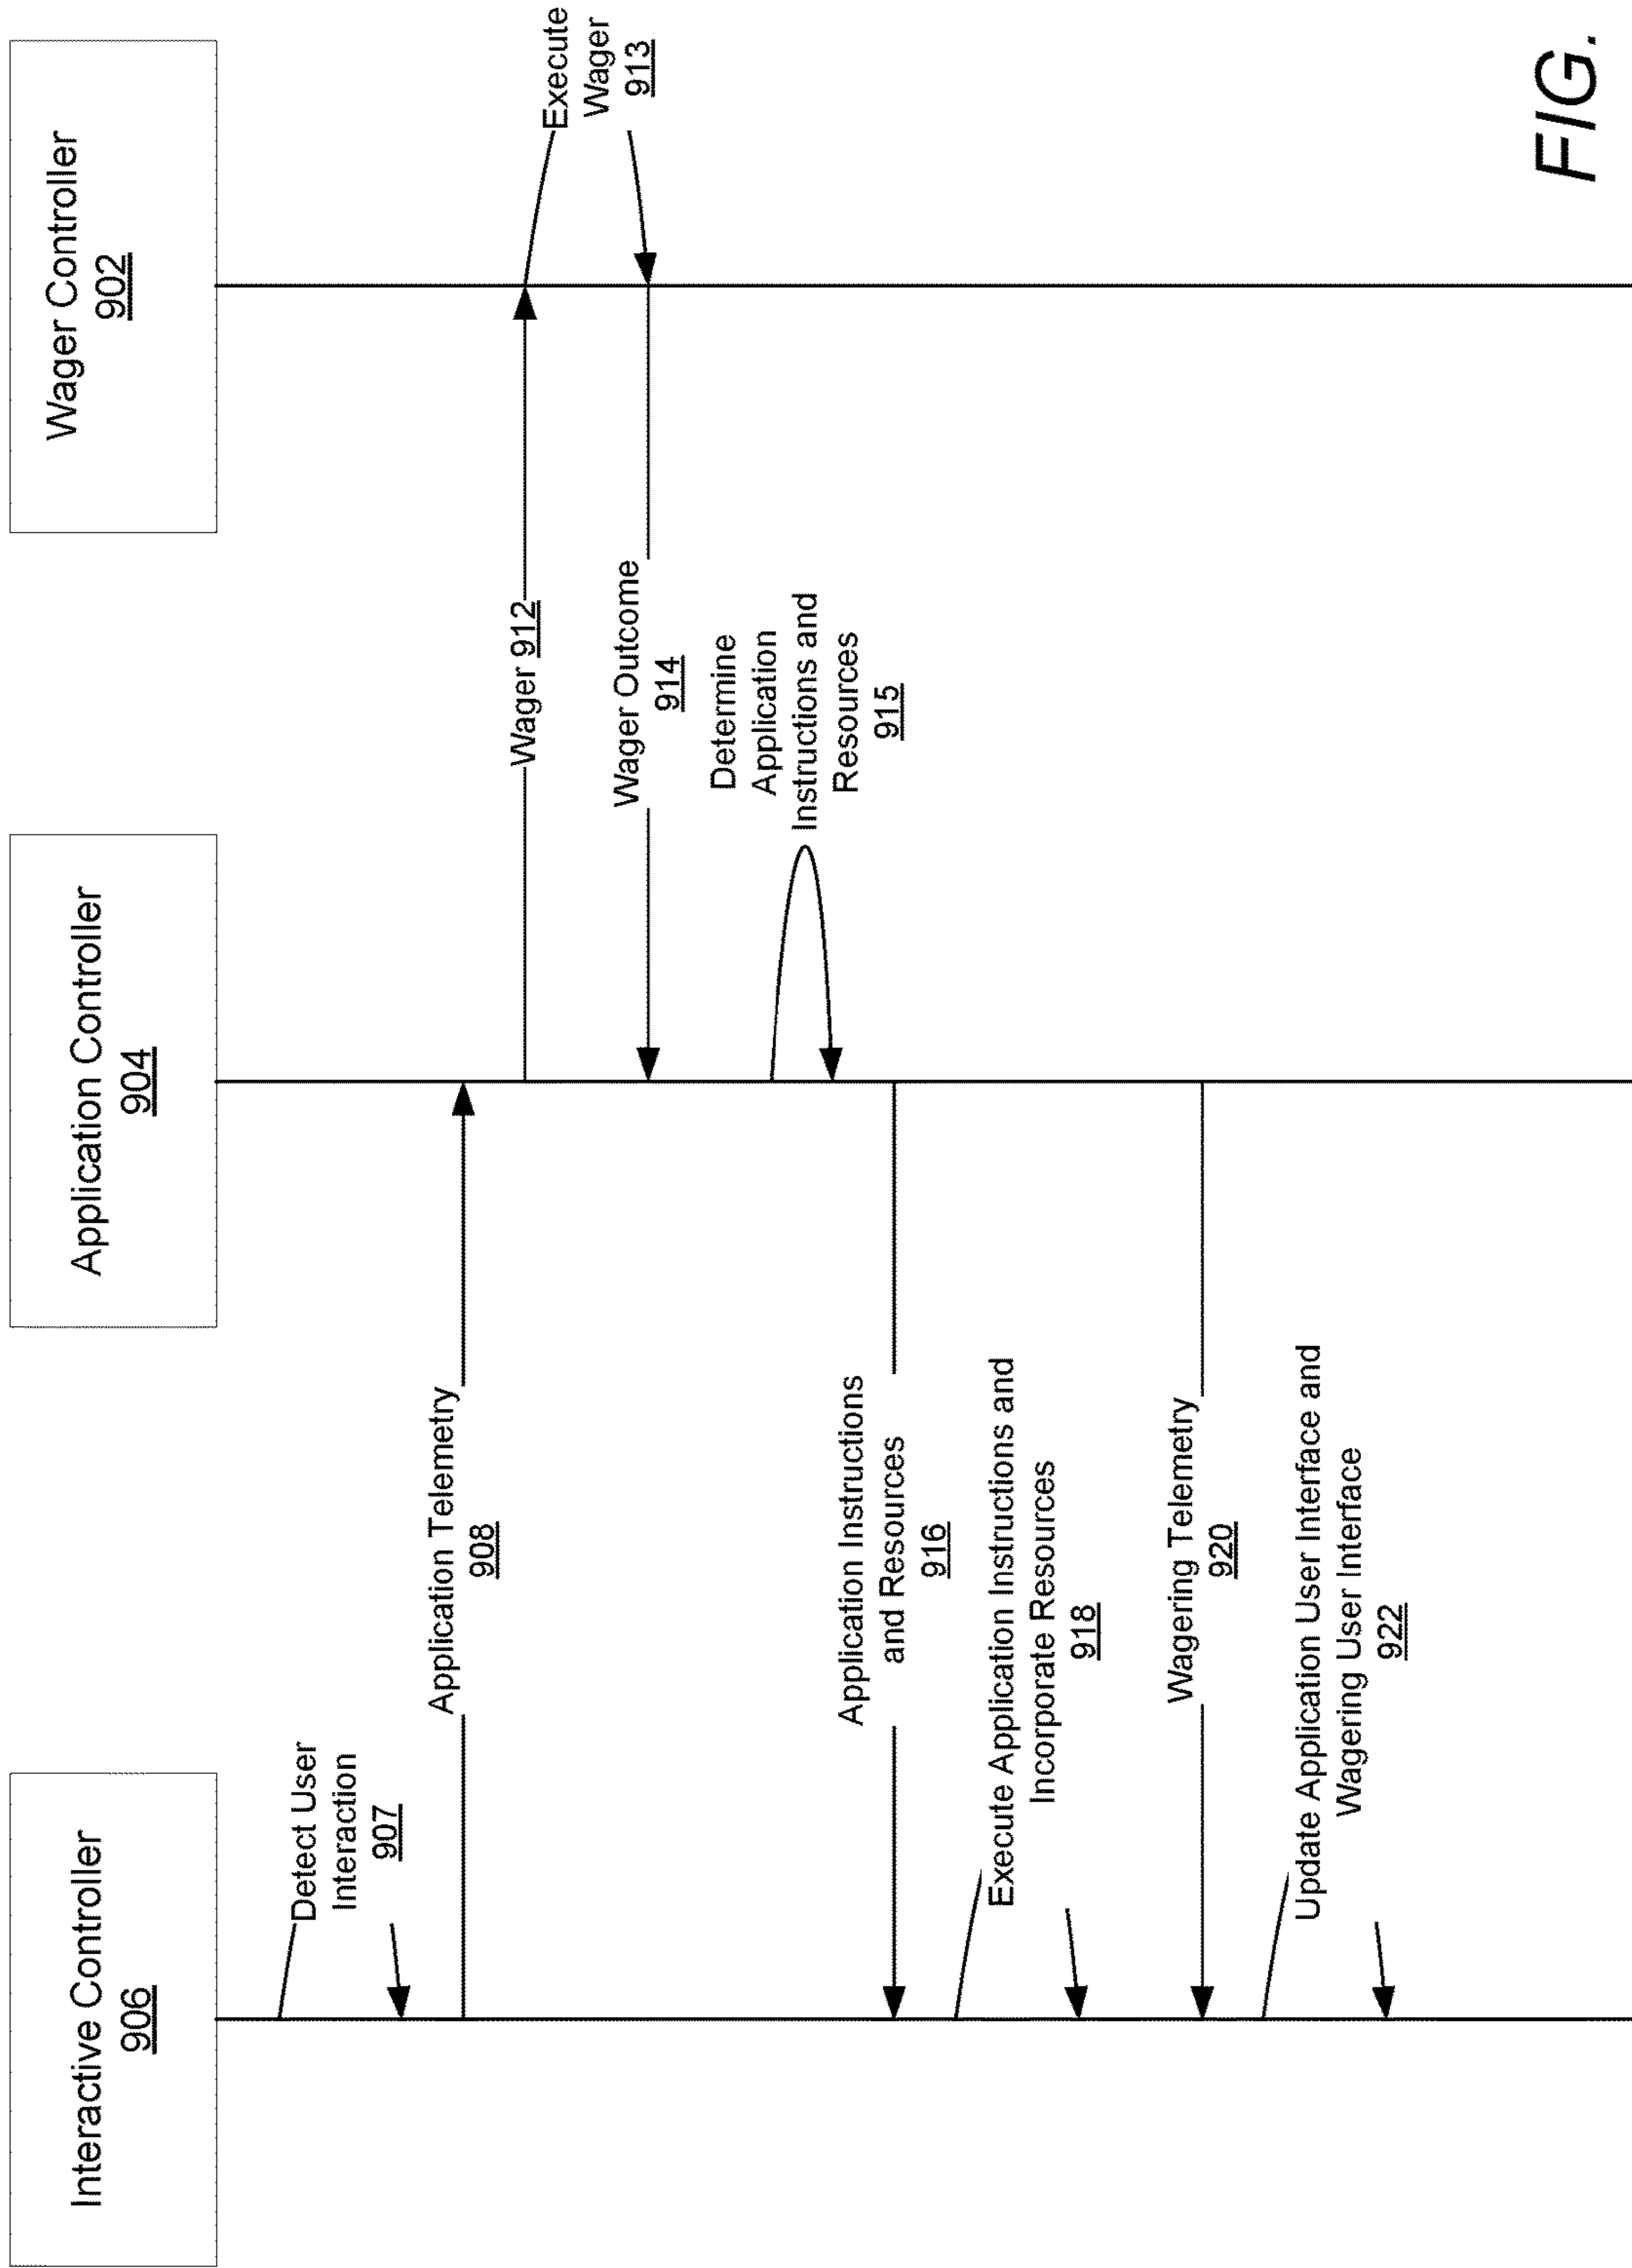 Interactive Controller
906
Application Controller
904
Wager Controller
902
Detect User
Interaction
907
Application Telemetry
908
Wager 912
Execute
Wager
913
Wager Outcome
914
Determine
Application
Instructions and
Resources
915
Application Instructions
and Resources
916
Execute Application Instructions and
Incorporate Resources
918
Wagering Telemetry
920
Update Application User Interface and
Wagering User Interface
922
FIG.